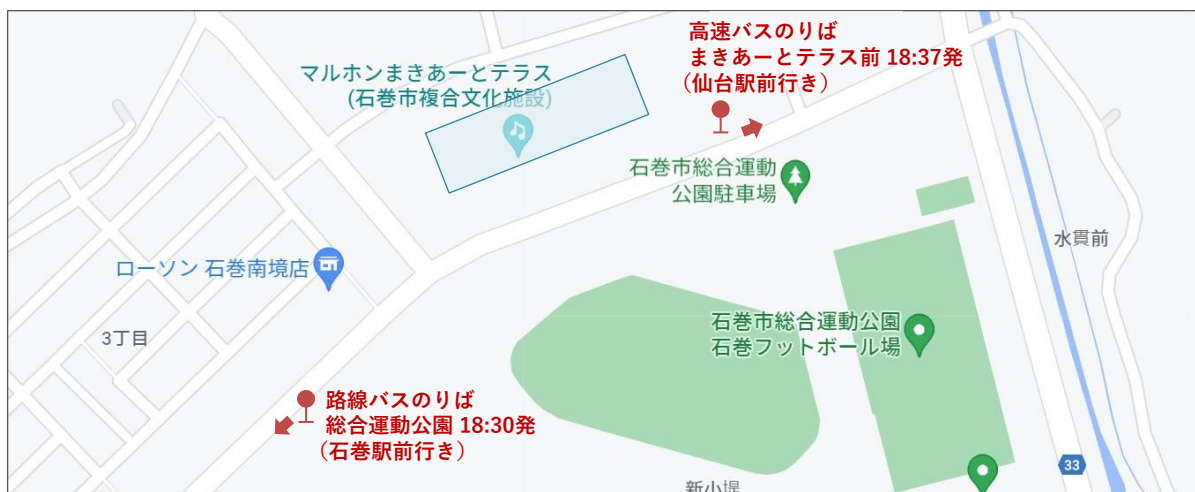 高速バスのりば
まきあーとテラス前 18:37発
（仙台駅前行き）
マルホンまきあーとテラス
(石巻市複合文化施設)
石巻市総合運動
公園駐車場
水貫前
ローソン 石巻南境店
3丁目
石巻市総合運動公園
石巻フットボール場
路線バスのりば
総合運動公園 18:30発
（石巻駅前行き）
33
新小堤